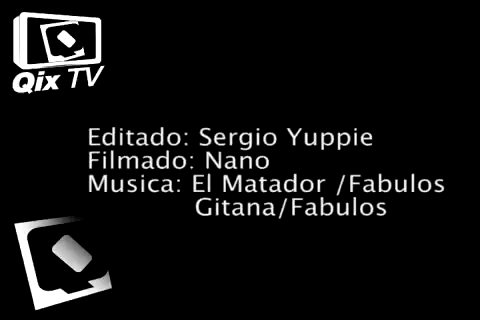 Qix TV
Editado: Sergio Yuppie
Filmado: Nano
Musica: El Matador /Fabulos
Gitana/Fabulos